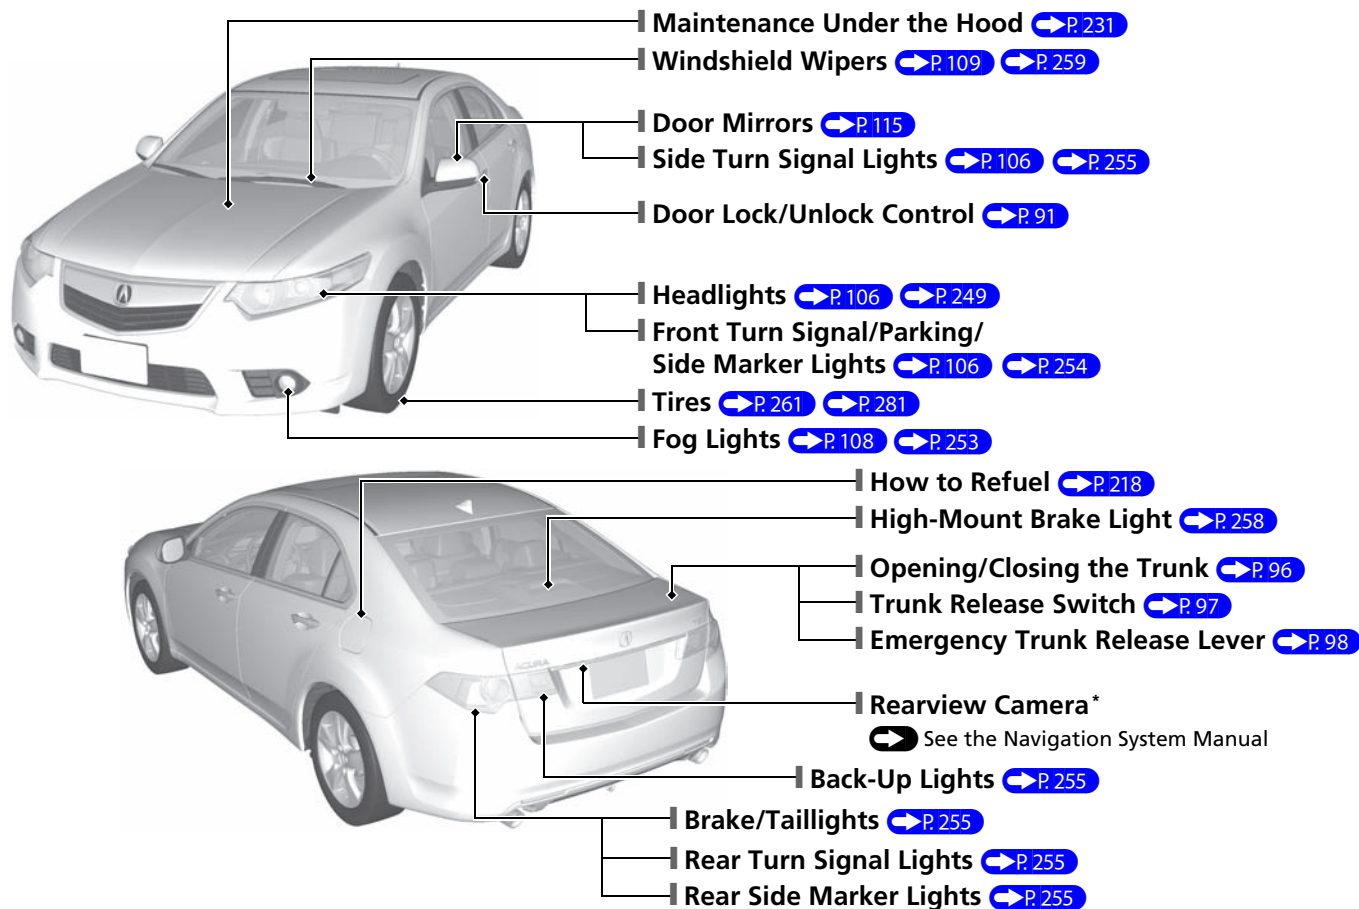 Maintenance Under the Hood P. 231
Windshield Wipers P. 109 P. 259
Door Mirrors P. 115
Side Turn Signal Lights P. 106 P. 255
Door Lock/Unlock Control P. 91
Headlights P. 106 P. 249
Front Turn Signal/Parking/
Side Marker Lights P. 106 P. 254
Tires P. 261 P. 281
Fog Lights P. 108 P. 253
How to Refuel P. 218
High-Mount Brake Light P. 258
Opening/Closing the Trunk P. 96
Trunk Release Switch P. 97
Emergency Trunk Release Lever P. 98
ACURA
Rearview Camera*
See the Navigation System Manual
Back-Up Lights P. 255
Brake/Taillights P. 255
Rear Turn Signal Lights P. 255
Rear Side Marker Lights P. 255